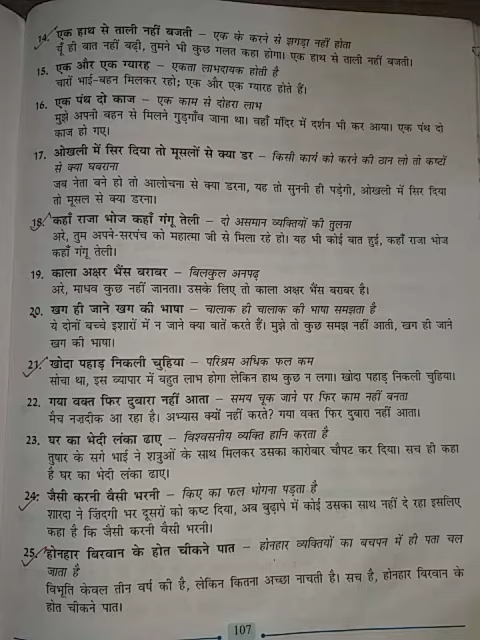 14. एक हाथ से ताली नहीं बजती – एक के करने से झगड़ा नहीं होता
यूँ ही बात नहीं बढ़ी, तुमने भी कुछ गलत कहा होगा। एक हाथ से ताली नहीं बजती।
15. एक और एक ग्यारह – एकता लाभदायक होती है
चारों भाई-बहन मिलकर रहो; एक और एक ग्यारह होते हैं।
16. एक पंथ दो काज – एक काम से दोहरा लाभ
मुझे अपनी बहन से मिलने गुड़गाँव जाना था। वहाँ मंदिर में दर्शन भी कर आया। एक पंथ दो
काज हो गए।
17. ओखली में सिर दिया तो मूसलों से क्या डर – किसी कार्य को करने की ठान लो तो कष्टों
से क्या घबराना
जब नेता बने हो तो आलोचना से क्या डरना, यह तो सुननी ही पड़ेगी, ओखली में सिर दिया
तो मूसल से क्या डरना।
18. कहाँ राजा भोज कहाँ गंगू तेली – दो असमान व्यक्तियों की तुलना
अरे, तुम अपने-सरपंच को महात्मा जी से मिला रहे हो। यह भी कोई बात हुई, कहाँ राजा भोज
कहाँ गंगू तेली।
19. काला अक्षर भैंस बराबर – बिलकुल अनपढ़
अरे, माधव कुछ नहीं जानता। उसके लिए तो काला अक्षर भैंस बराबर है।
20. खग ही जाने खग की भाषा – चालाक ही चालाक की भाषा समझता है
ये दोनों बच्चे इशारों में न जाने क्या बातें करते हैं। मुझे तो कुछ समझ नहीं आती, खग ही जाने
खग की भाषा।
21. खोदा पहाड़ निकली चुहिया – परिश्रम अधिक फल कम
सोचा था, इस व्यापार में बहुत लाभ होगा लेकिन हाथ कुछ न लगा। खोदा पहाड़ निकली चुहिया।
22. गया वक्त फिर दुबारा नहीं आता – समय चूक जाने पर फिर काम नहीं बनता
मैच नज़दीक आ रहा है। अभ्यास क्यों नहीं करते? गया वक्त फिर दुबारा नहीं आता।
23. घर का भेदी लंका ढाए – विश्वसनीय व्यक्ति हानि करता है
तुषार के सगे भाई ने शत्रुओं के साथ मिलकर उसका कारोबार चौपट कर दिया। सच ही कहा
है घर का भेदी लंका ढाए।
24. जैसी करनी वैसी भरनी – किए का फल भोगना पड़ता है
शारदा ने ज़िंदगी भर दूसरों को कष्ट दिया, अब बुढ़ापे में कोई उसका साथ नहीं दे रहा इसलिए
कहा है कि जैसी करनी वैसी भरनी।
25. होनहार बिरवान के होत चीकने पात – होनहार व्यक्तियों का बचपन में ही पता चल
जाता है
विभूति केवल तीन वर्ष की है, लेकिन कितना अच्छा नाचती है। सच है, होनहार बिरवान के
होत चीकने पात।
107